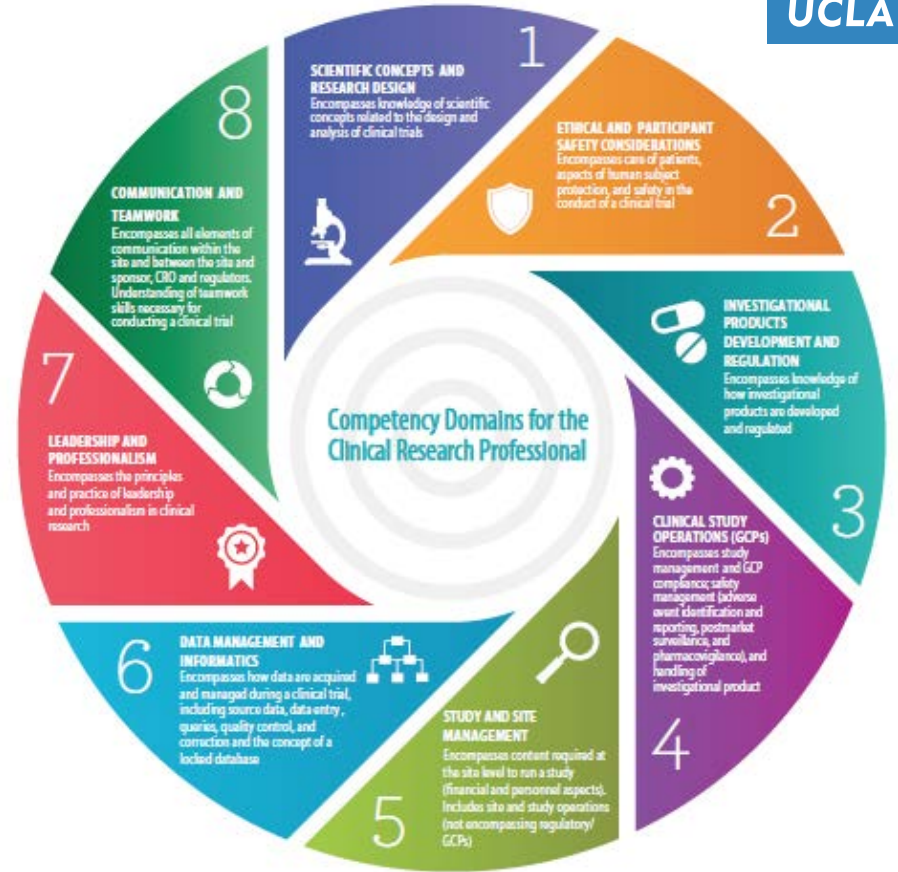 UCLA
1
SCIENTIFIC CONCEPTS AND
RESEARCH DESIGN
Encompasses knowledge of scientific
concepts related to the design and
analysis of clinical trials
2
ETHICAL AND PARTICIPANT
SAFETY CONSIDERATIONS
Encompasses care of patients,
aspects of human subject
protection, and safety in the
conduct of a clinical trial
3
INVESTIGATIONAL
PRODUCTS
DEVELOPMENT AND
REGULATION
Encompasses knowledge of
how investigational
products are developed
and regulated
4
CLINICAL STUDY
OPERATIONS (GCPs)
Encompasses study
management and GCP
compliance; safety
management (adverse
event identification and
reporting, postmarket
surveillance, and
pharmacovigilance), and
handling of
investigational product
5
STUDY AND SITE
MANAGEMENT
Encompasses content required at
the site level to run a study
(financial and personnel aspects).
Includes site and study operations
(not encompassing regulatory/
GCPs)
6
DATA MANAGEMENT AND
INFORMATICS
Encompasses how data are acquired
and managed during a clinical trial,
including source data, data entry,
queries, quality control, and
correction and the concept of a
locked database
7
LEADERSHIP AND
PROFESSIONALISM
Encompasses the principles
and practice of leadership
and professionalism in clinical
research
8
COMMUNICATION AND
TEAMWORK
Encompasses all elements of
communication within the
site and between the site and
sponsor, CRO and regulators.
Understanding of teamwork
skills necessary for
conducting a clinical trial
Competency Domains for the
Clinical Research Professional